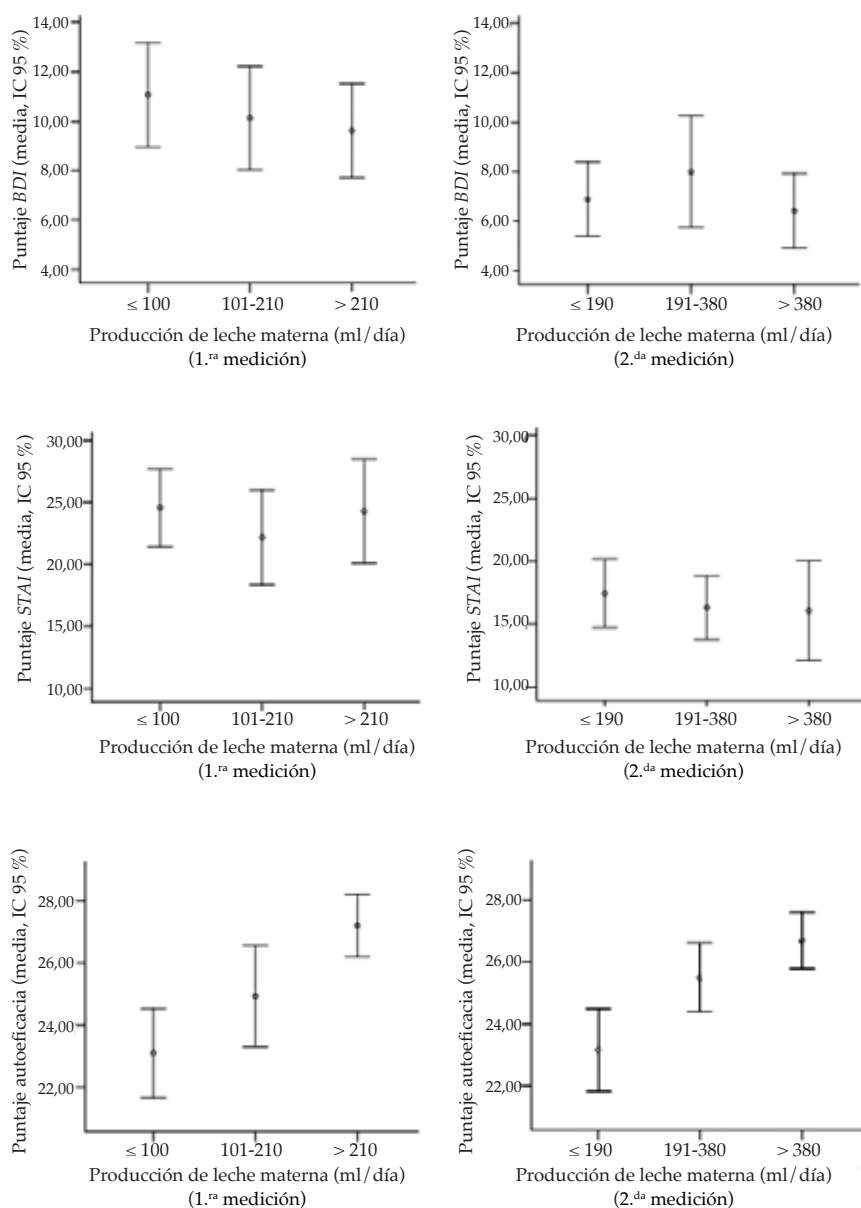 Puntaje BDI (media, IC 95 %)
14,00
12,00
10,00
8,00
6,00
4,00
≤ 100 101-210 > 210
Producción de leche materna (ml/día)
(1.ra medición)
Puntaje BDI (media, IC 95 %)
14,00
12,00
10,00
8,00
6,00
4,00
≤ 190 191-380 > 380
Producción de leche materna (ml/día)
(2.da medición)
Puntaje STAI (media, IC 95 %)
30,00
25,00
20,00
15,00
10,00
≤ 100 101-210 > 210
Producción de leche materna (ml/día)
(1.ra medición)
Puntaje STAI (media, IC 95 %)
30,00
25,00
20,00
15,00
10,00
≤ 190 191-380 > 380
Producción de leche materna (ml/día)
(2.da medición)
Puntaje autoeficacia (media, IC 95 %)
28,00
26,00
24,00
22,00
≤ 100 101-210 > 210
Producción de leche materna (ml/día)
(1.ra medición)
Puntaje autoeficacia (media, IC 95 %)
28,00
26,00
24,00
22,00
≤ 190 191-380 > 380
Producción de leche materna (ml/día)
(2.da medición)